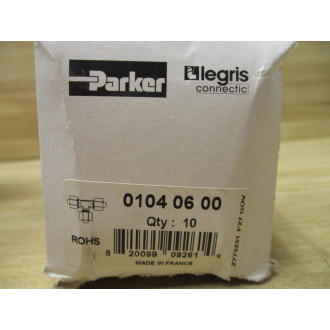 Parker
legris
connectic
0104 06 00
Qty : 10
ROHS
8 20099 09261
MADE IN FRANCE